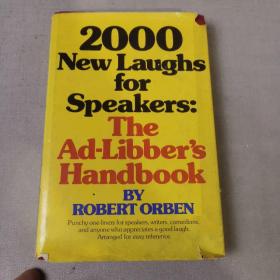 2000
New Laughs
for
Speakers:
The
Ad-Libber's
Handbook
BY
ROBERT ORBEN
Punchy one-liners for speakers, writers, comedians,
and anyone who appreciates a good laugh.
Arranged for easy reference.